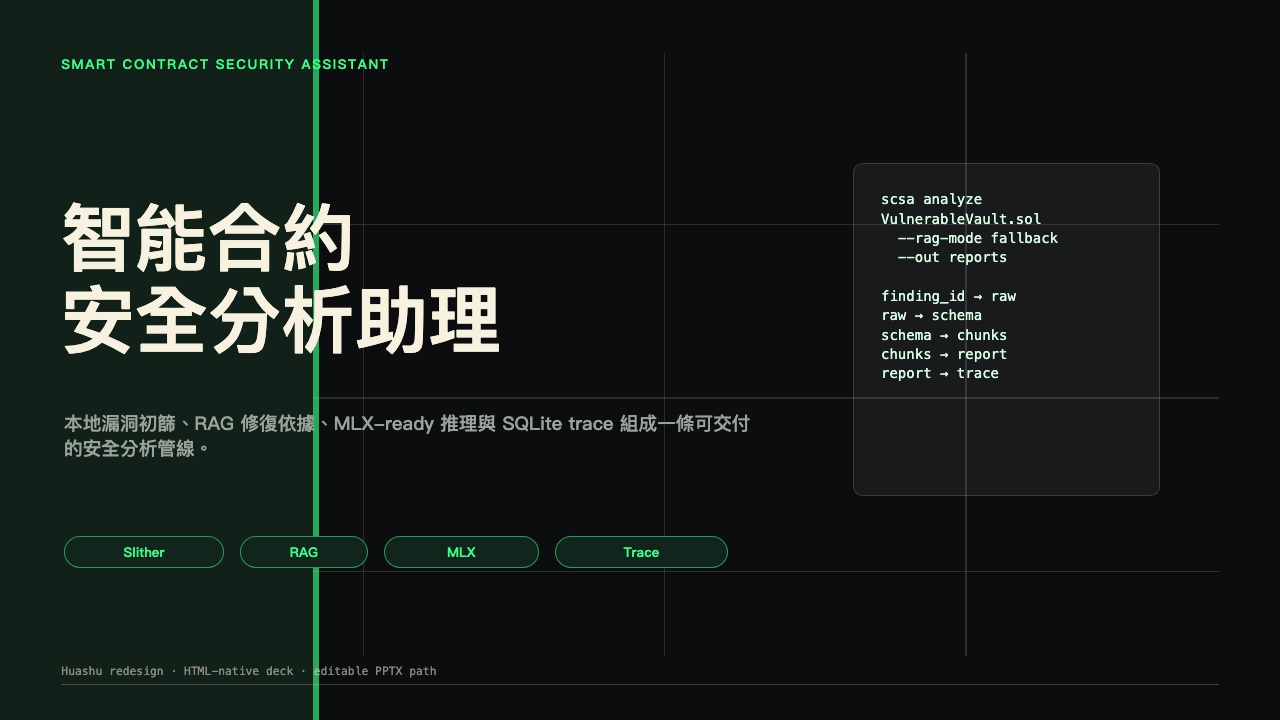 SMART CONTRACT SECURITY ASSISTANT
智能合約
安全分析助理
本地漏洞初篩、RAG 修復依據、MLX-ready 推理與 SQLite trace 組成一條可交付
的安全分析管線。
Slither
RAG
MLX
Trace
scsa analyze
VulnerableVault.sol
--rag-mode fallback
--out reports
finding_id → raw
raw → schema
schema → chunks
chunks → report
report → trace
Huashu redesign · HTML-native deck · editable PPTX path